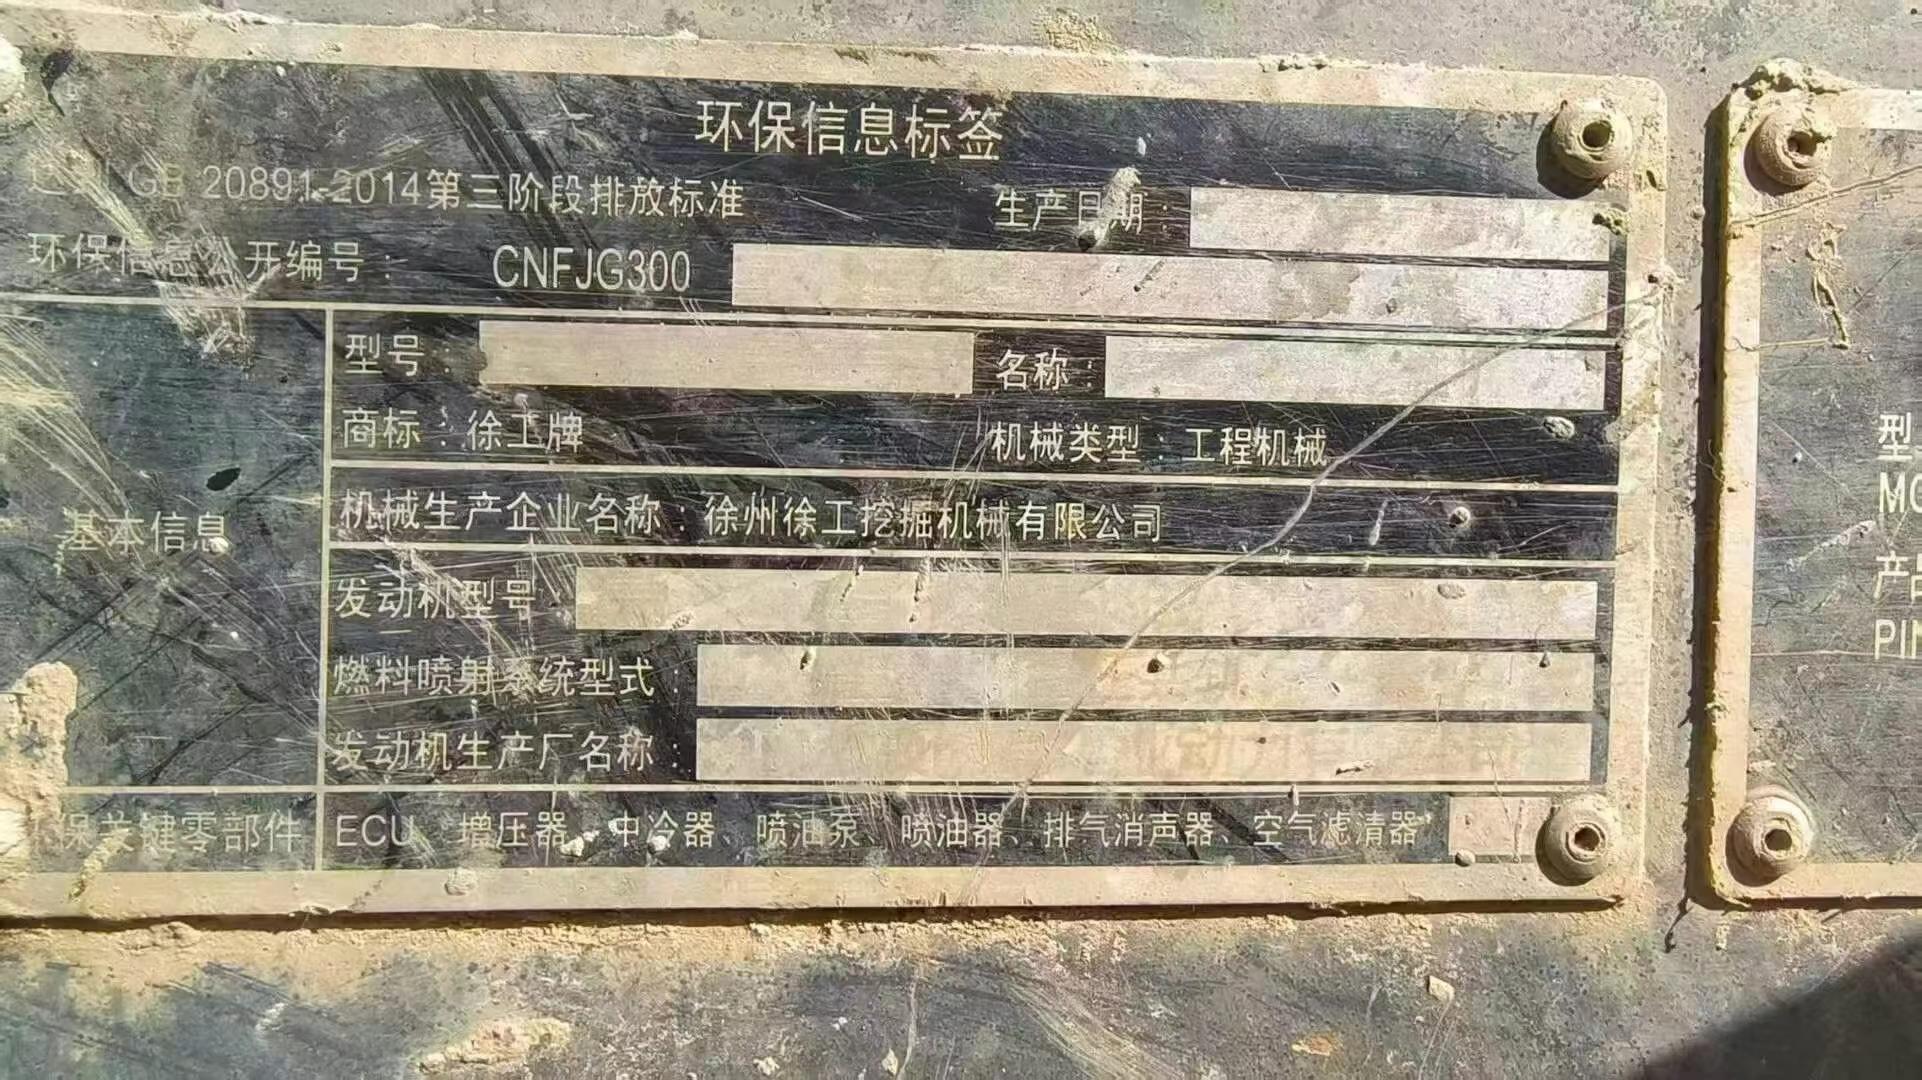 环保信息标签
GB 20891-2014第三阶段排放标准 生产日期:
环保信息公开编号: CNFJG300
型号: 名称:
商标: 徐工牌 机械类型: 工程机械
基本信息
机械生产企业名称: 徐州徐工挖掘机械有限公司
发动机型号:
燃料喷射系统型式:
发动机生产厂名称:
保关键零部件 ECU、增压器、中冷器、喷油泵、喷油器、排气消声器、空气滤清器
型
产
PIN